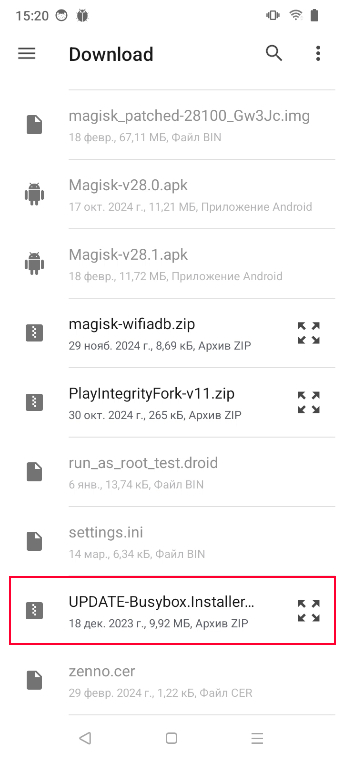 15:20
Download
magisk_patched-28100_Gw3Jc.img
18 февр., 67,11 МБ, Файл BIN
Magisk-v28.0.apk
17 окт. 2024 г., 11,21 МБ, Приложение Android
Magisk-v28.1.apk
18 февр., 11,72 МБ, Приложение Android
magisk-wifiadb.zip
29 нояб. 2024 г., 8,69 кБ, Архив ZIP
PlayIntegrityFork-v11.zip
30 окт. 2024 г., 265 кБ, Архив ZIP
run_as_root_test.droid
6 янв., 13,74 кБ, Файл BIN
settings.ini
14 мар., 6,34 кБ, Файл BIN
UPDATE-Busybox.Installer...
18 дек. 2023 г., 9,92 МБ, Архив ZIP
zenno.cer
29 февр. 2024 г., 1,22 кБ, Файл CER